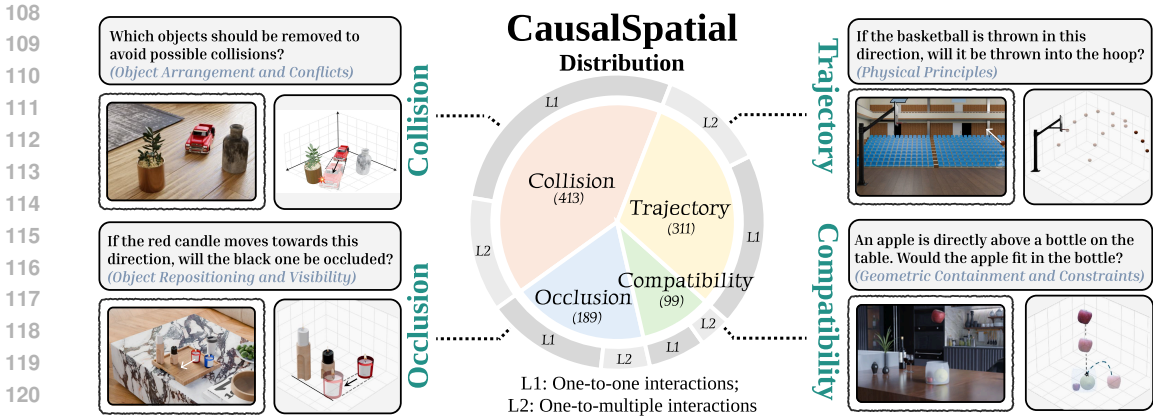 108
109
110
111
112
113
114
115
116
117
118
119
120
Which objects should be removed to
avoid possible collisions?
(Object Arrangement and Conflicts)
Collision
If the red candle moves towards this
direction, will the black one be occluded?
(Object Repositioning and Visibility)
Occlusion
CausalSpatial
Distribution
L1
L2
Collision
(413)
Trajectory
(311)
L2
L1
Compatibility
(99)
Occlusion
(189)
L1
L2
L1
L2
L1: One-to-one interactions;
L2: One-to-multiple interactions
Trajectory
If the basketball is thrown in this
direction, will it be thrown into the hoop?
(Physical Principles)
Compatibility
An apple is directly above a bottle on the
table. Would the apple fit in the bottle?
(Geometric Containment and Constraints)